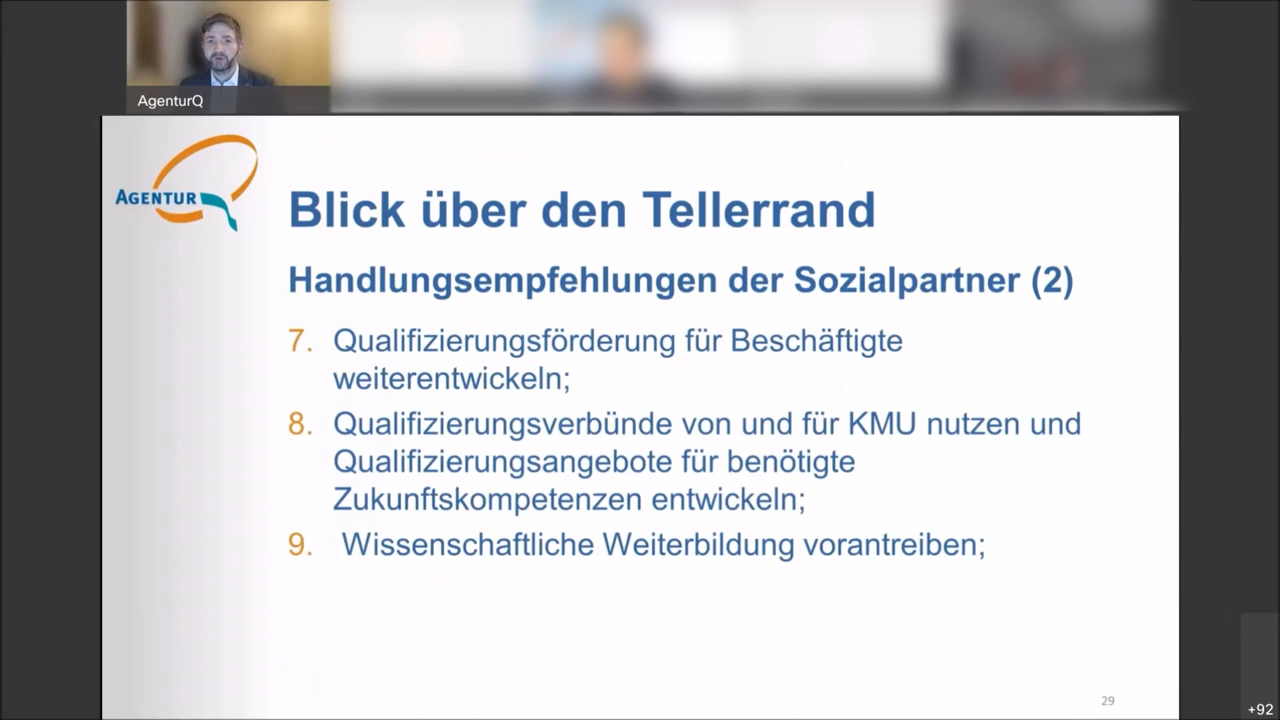 AgenturQ
AGENTUR
Blick über den Tellerrand
Handlungsempfehlungen der Sozialpartner (2)
7. Qualifizierungsförderung für Beschäftigte
weiterentwickeln;
8. Qualifizierungsverbünde von und für KMU nutzen und
Qualifizierungsangebote für benötigte
Zukunftskompetenzen entwickeln;
9. Wissenschaftliche Weiterbildung vorantreiben;
29
+92